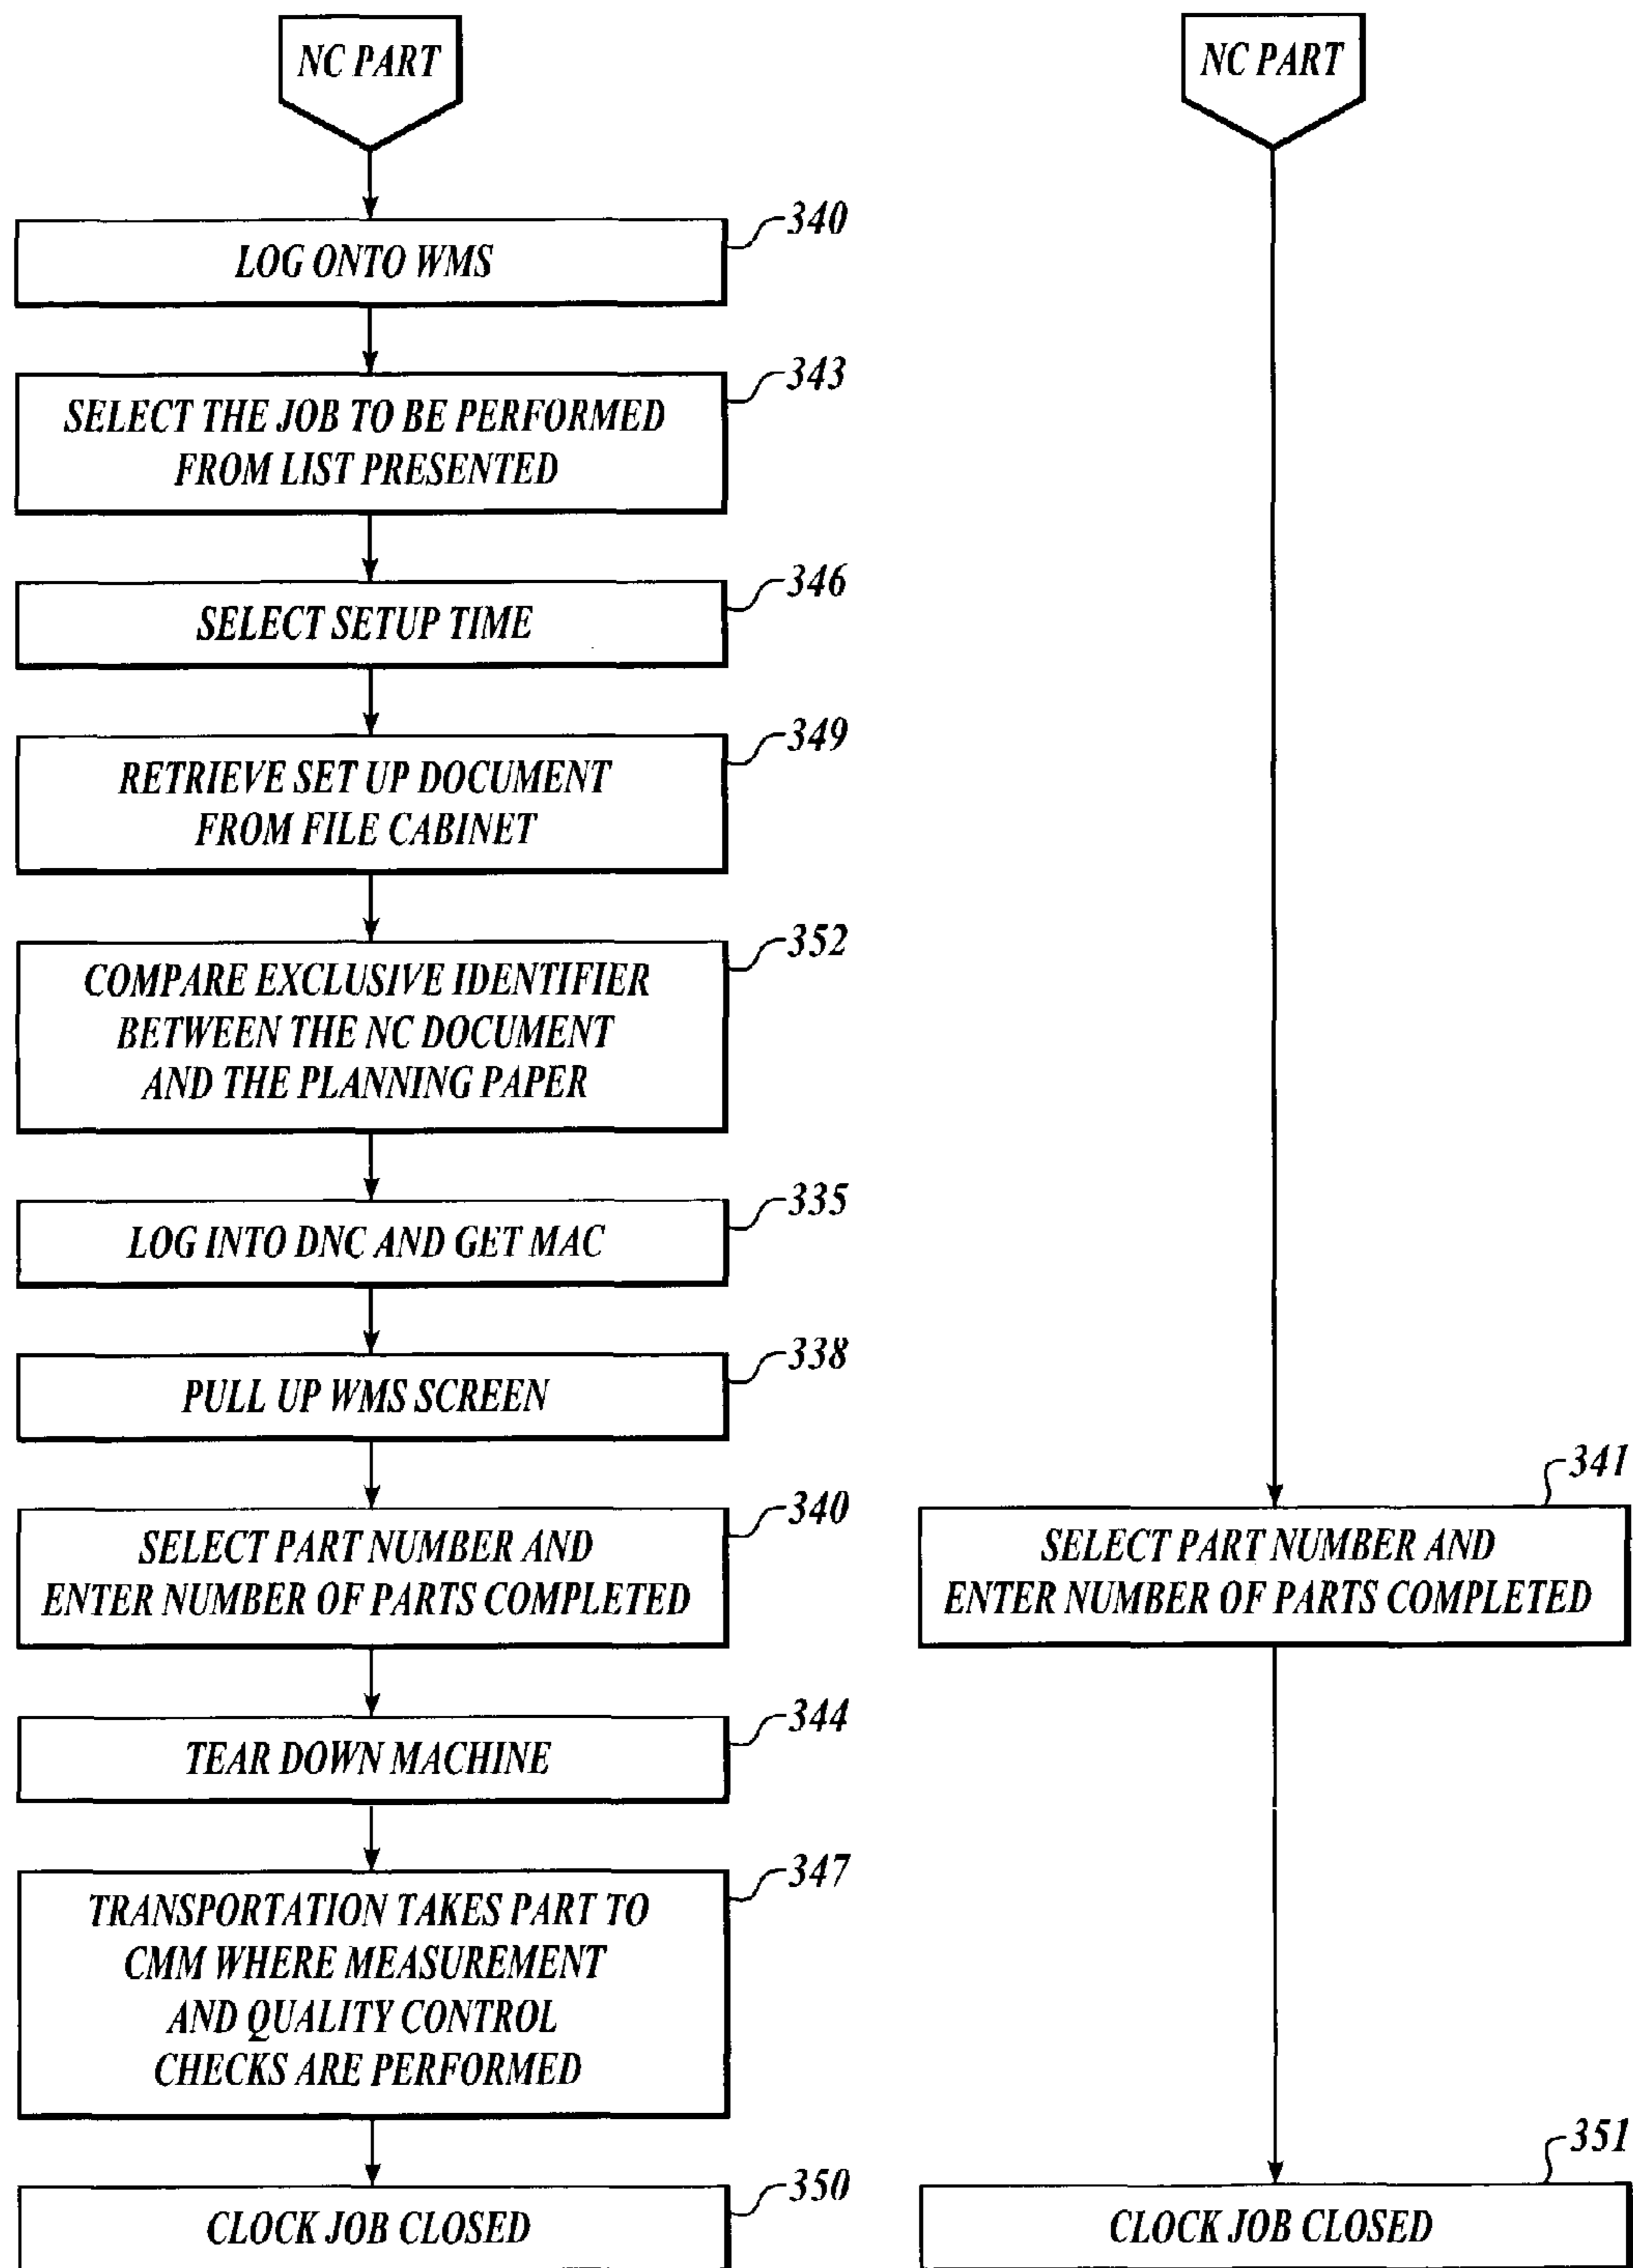 NC PART
340
LOG ONTO WMS
343
SELECT THE JOB TO BE PERFORMED
FROM LIST PRESENTED
346
SELECT SETUP TIME
349
RETRIEVE SET UP DOCUMENT
FROM FILE CABINET
352
COMPARE EXCLUSIVE IDENTIFIER
BETWEEN THE NC DOCUMENT
AND THE PLANNING PAPER
335
LOG INTO DNC AND GET MAC
338
PULL UP WMS SCREEN
340
SELECT PART NUMBER AND
ENTER NUMBER OF PARTS COMPLETED
344
TEAR DOWN MACHINE
347
TRANSPORTATION TAKES PART TO
CMM WHERE MEASUREMENT
AND QUALITY CONTROL
CHECKS ARE PERFORMED
350
CLOCK JOB CLOSED
NC PART
341
SELECT PART NUMBER AND
ENTER NUMBER OF PARTS COMPLETED
351
CLOCK JOB CLOSED